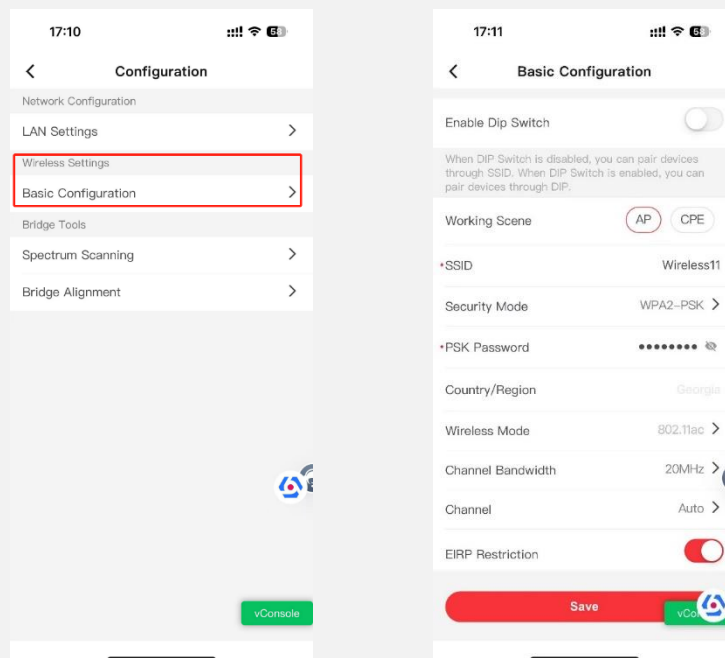 17:10
58
Configuration
Network Configuration
LAN Settings
Wireless Settings
Basic Configuration
Bridge Tools
Spectrum Scanning
Bridge Alignment
vConsole
17:11
58
Basic Configuration
Enable Dip Switch
When DIP Switch is disabled, you can pair devices
through SSID. When DIP Switch is enabled, you can
pair devices through DIP.
Working Scene AP CPE
*SSID Wireless11
Security Mode WPA2-PSK
*PSK Password
Country/Region Georgia
Wireless Mode 802.11ac
Channel Bandwidth 20MHz
Channel Auto
EIRP Restriction
Save